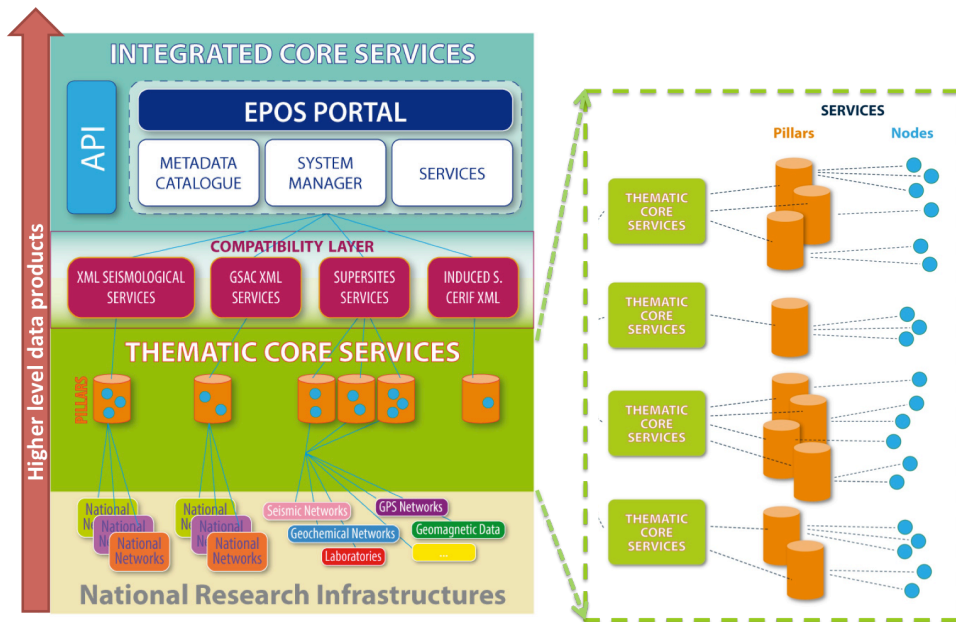 Higher level data products
INTEGRATED CORE SERVICES
API
EPOS PORTAL
METADATA
CATALOGUE
SYSTEM
MANAGER
SERVICES
COMPATIBILITY LAYER
XML SEISMOLOGICAL
SERVICES
GSAC XML
SERVICES
SUPERSITES
SERVICES
INDUCED S.
CERIF XML
THEMATIC CORE SERVICES
PILLARS
National
Networks
National
Networks
National
Networks
National
Networks
Seismic Networks
GPS Networks
Geochemical Networks
Geomagnetic Data
Laboratories
...
National Research Infrastructures
SERVICES
Pillars
Nodes
THEMATIC
CORE
SERVICES
THEMATIC
CORE
SERVICES
THEMATIC
CORE
SERVICES
THEMATIC
CORE
SERVICES